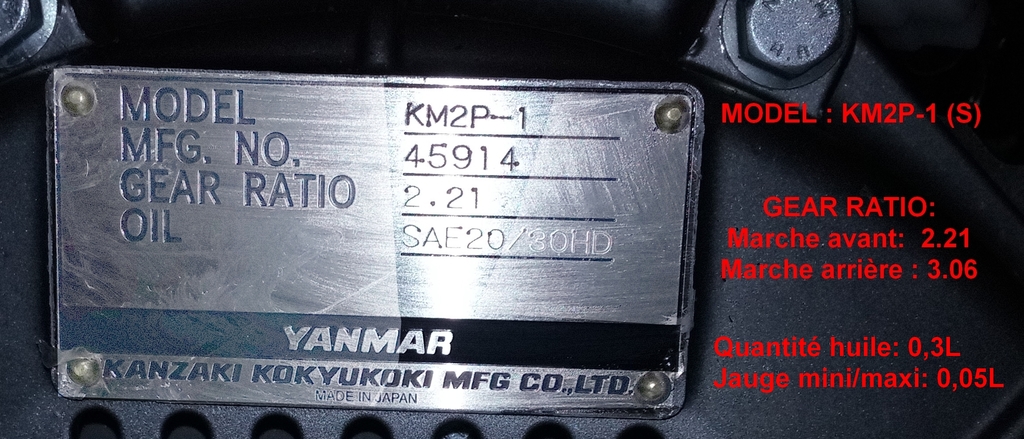 MODEL KM2P-1
MFG. NO. 45914
GEAR RATIO 2.21
OIL SAE20/30HD
YANMAR
KANZAKI KOKYUKOKI MFG CO.,LTD.
MADE IN JAPAN
MODEL : KM2P-1 (S)
GEAR RATIO:
Marche avant: 2.21
Marche arrière : 3.06
Quantité huile: 0,3L
Jauge mini/maxi: 0,05L